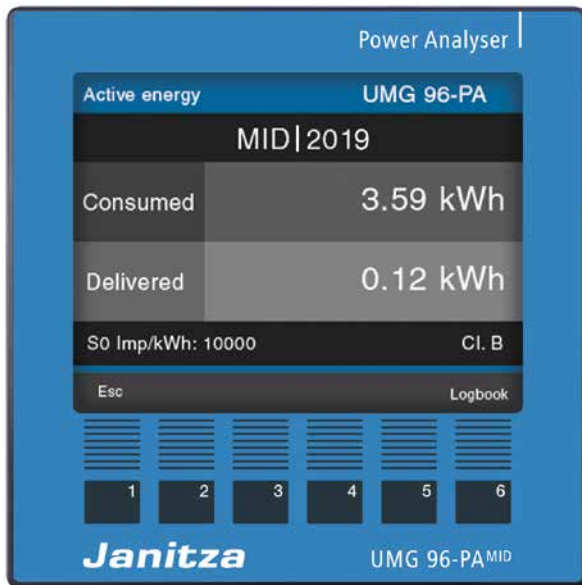 Power Analyser
Active energy UMG 96-PA
MID|2019
Consumed 3.59 kWh
Delivered 0.12 kWh
S0 Imp/kWh: 10000 Cl. B
Esc Logbook
1 2 3 4 5 6
Janitza UMG 96-PAMID